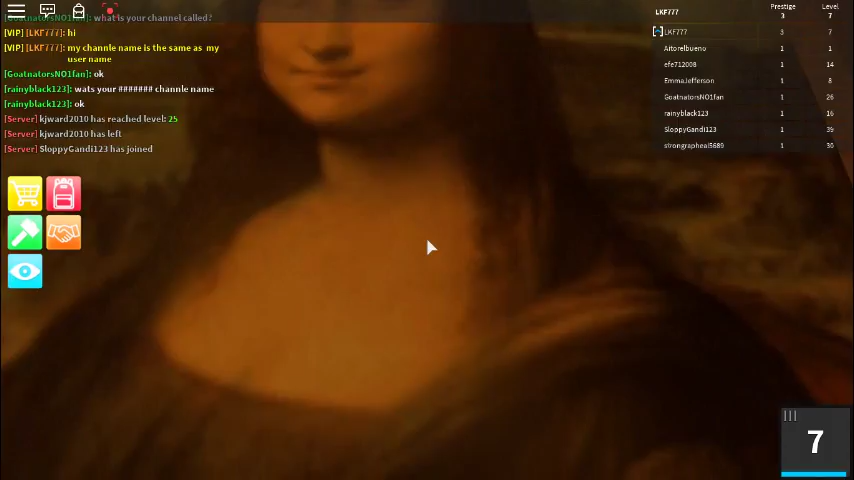 [GoatnatorsNO1fan]: what is your channel called?
[VIP] [LKF777]: hi
[VIP] [LKF777]: my channle name is the same as my
user name
[GoatnatorsNO1fan]: ok
[rainyblack123]: wats your ####### channle name
[rainyblack123]: ok
[Server] kjward2010 has reached level: 25
[Server] kjward2010 has left
[Server] SloppyGandi123 has joined
LKF777 Prestige 3 Level 7
LKF777 3 7
Aitorelbueno 1 1
efe712008 1 14
EmmaJefferson 1 8
GoatnatorsNO1fan 1 26
rainyblack123 1 16
SloppyGandi123 1 39
strongrapheal5689 1 30
7